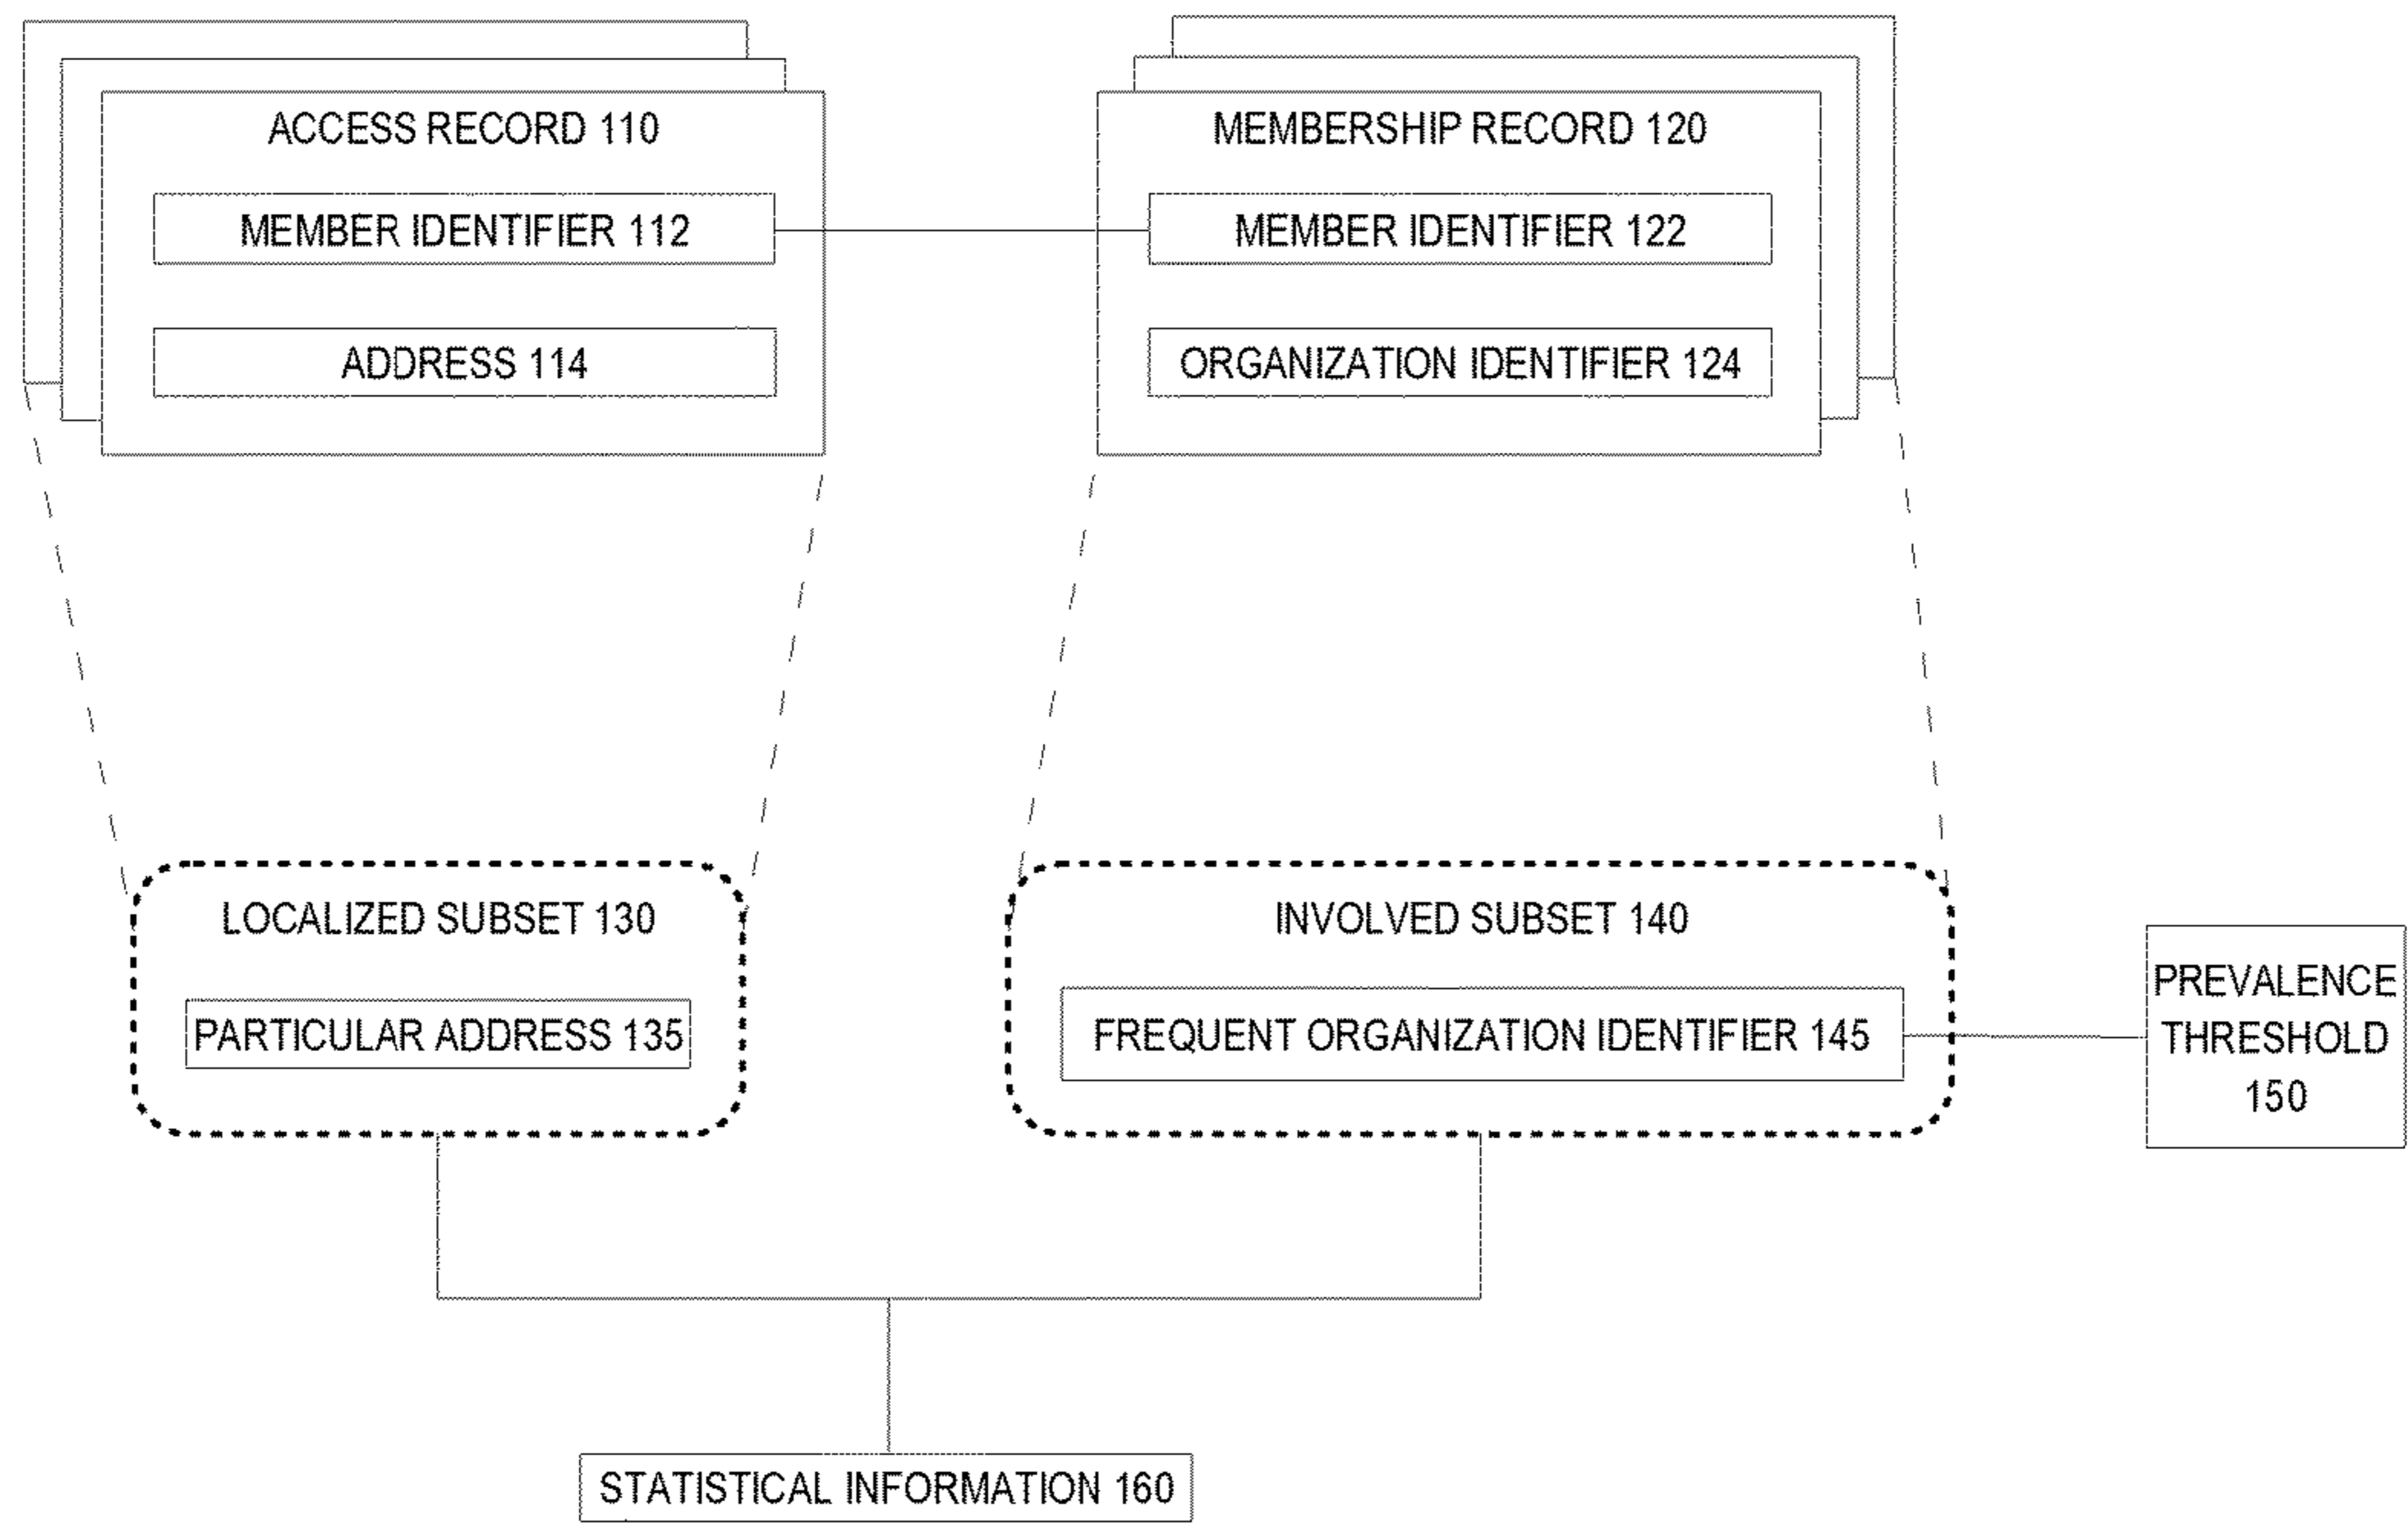 ACCESS RECORD 110
MEMBER IDENTIFIER 112
ADDRESS 114
MEMBERSHIP RECORD 120
MEMBER IDENTIFIER 122
ORGANIZATION IDENTIFIER 124
LOCALIZED SUBSET 130
PARTICULAR ADDRESS 135
INVOLVED SUBSET 140
FREQUENT ORGANIZATION IDENTIFIER 145
PREVALENCE
THRESHOLD
150
STATISTICAL INFORMATION 160